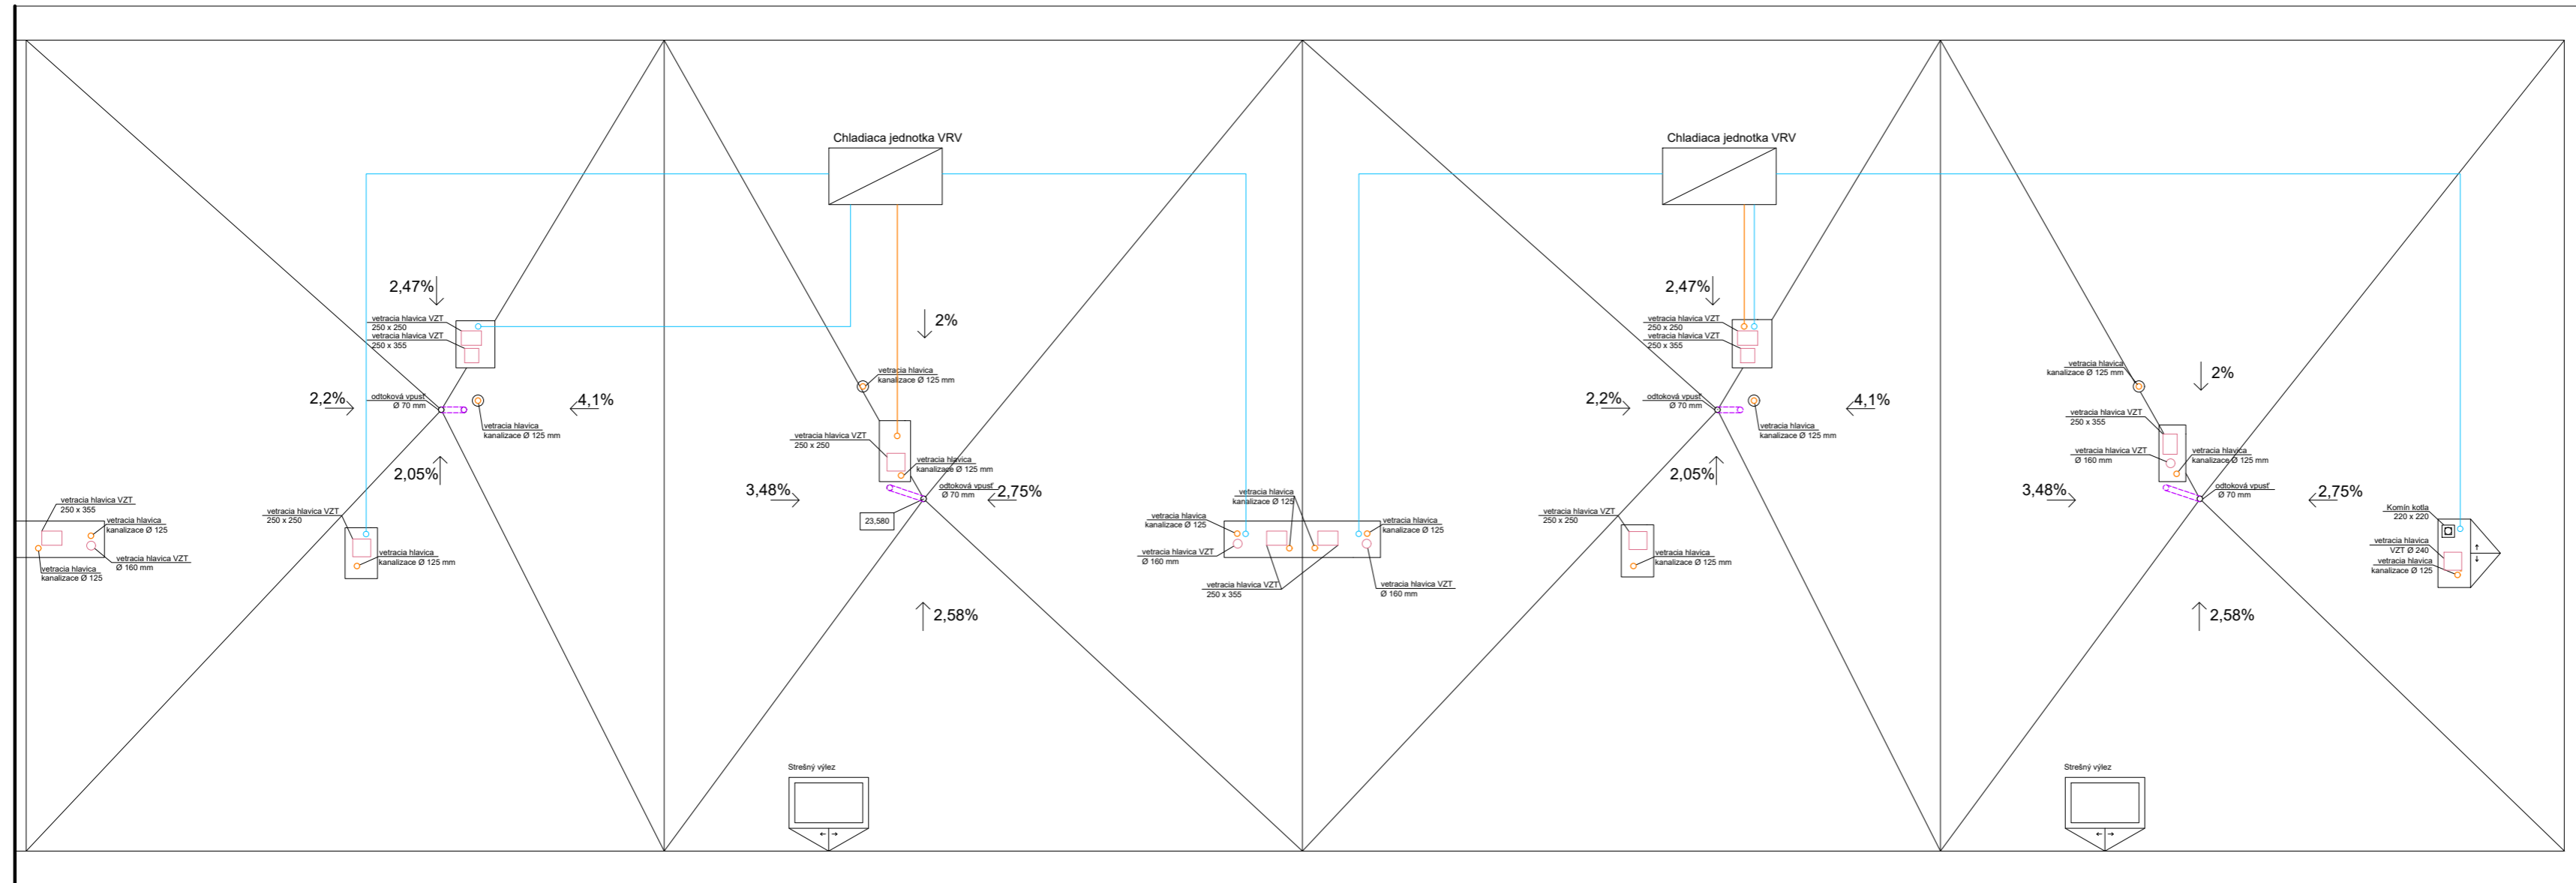 Chladiaca jednotka VRV
Chladiaca jednotka VRV
2,47%
vetracia hlavica VZT
250 x 250
vetracia hlavica VZT
250 x 355
2,2%
odtoková vpusť
Ø 70 mm
4,1%
vetracia hlavica
kanalizace Ø 125 mm
2,05%
vetracia hlavica VZT
250 x 355
vetracia hlavica
kanalizace Ø 125
vetracia hlavica VZT
Ø 160 mm
vetracia hlavica
kanalizace Ø 125
vetracia hlavica VZT
250 x 250
vetracia hlavica
kanalizace Ø 125 mm
2%
vetracia hlavica
kanalizace Ø 125 mm
vetracia hlavica VZT
250 x 250
vetracia hlavica
kanalizace Ø 125 mm
3,48%
odtoková vpusť
Ø 70 mm
2,75%
23,580
2,58%
Strešný výlez
vetracia hlavica
kanalizace Ø 125
vetracia hlavica
kanalizace Ø 125
vetracia hlavica VZT
Ø 160 mm
vetracia hlavica VZT
250 x 355
vetracia hlavica
kanalizace Ø 125
vetracia hlavica VZT
Ø 160 mm
2,47%
vetracia hlavica VZT
250 x 250
vetracia hlavica VZT
250 x 355
2,2%
odtoková vpusť
Ø 70 mm
4,1%
vetracia hlavica
kanalizace Ø 125 mm
2,05%
vetracia hlavica VZT
250 x 250
vetracia hlavica
kanalizace Ø 125 mm
vetracia hlavica
kanalizace Ø 125 mm
2%
vetracia hlavica VZT
250 x 355
vetracia hlavica VZT
Ø 160 mm
vetracia hlavica
kanalizace Ø 125 mm
3,48%
odtoková vpusť
Ø 70 mm
2,75%
2,58%
Komín kotla
220 x 220
vetracia hlavica
VZT Ø 240
vetracia hlavica
kanalizace Ø 125
Strešný výlez